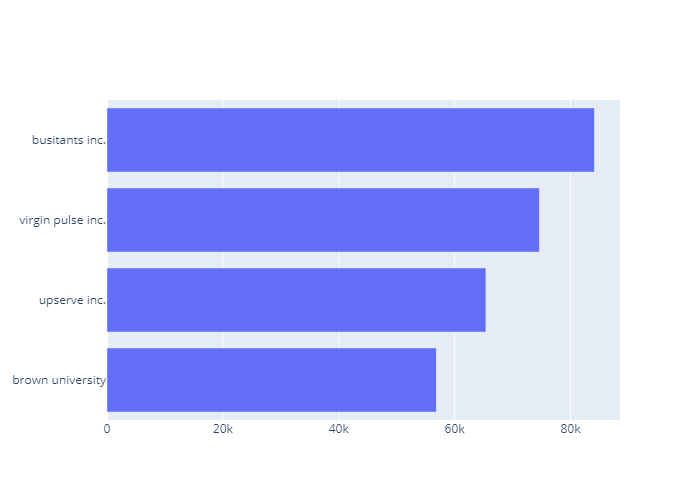 busitants inc.
virgin pulse inc.
upserve inc.
brown university
0 20k 40k 60k 80k